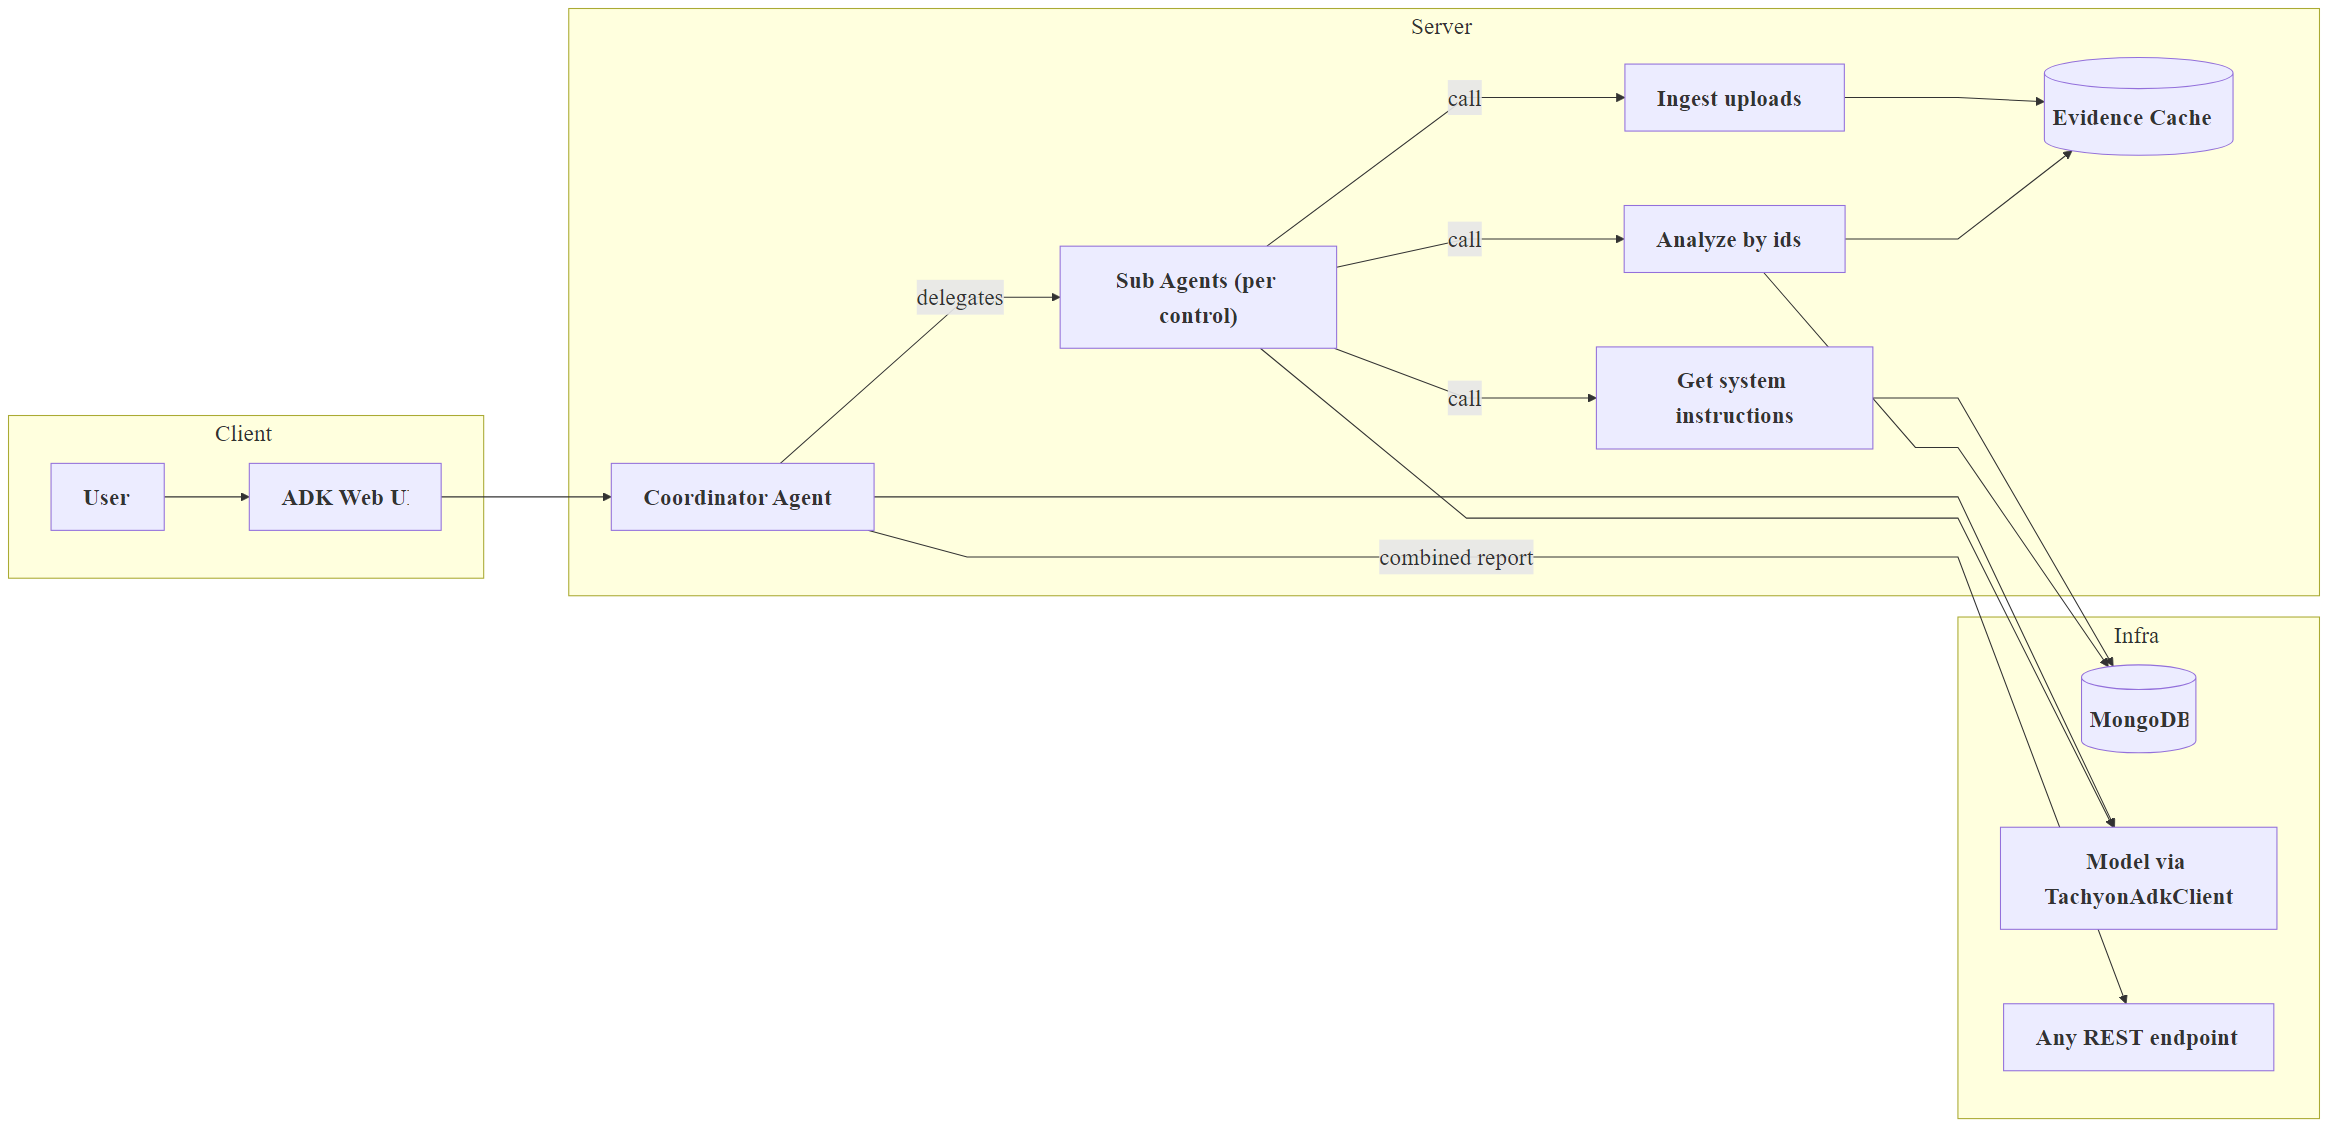 Server
Ingest uploads
Evidence Cache
call
Analyze by ids
call
Sub Agents (per
control)
delegates
Get system
instructions
call
Client
User
ADK Web U
Coordinator Agent
combined report
Infra
MongoDB
Model via
TachyonAdkClient
Any REST endpoint